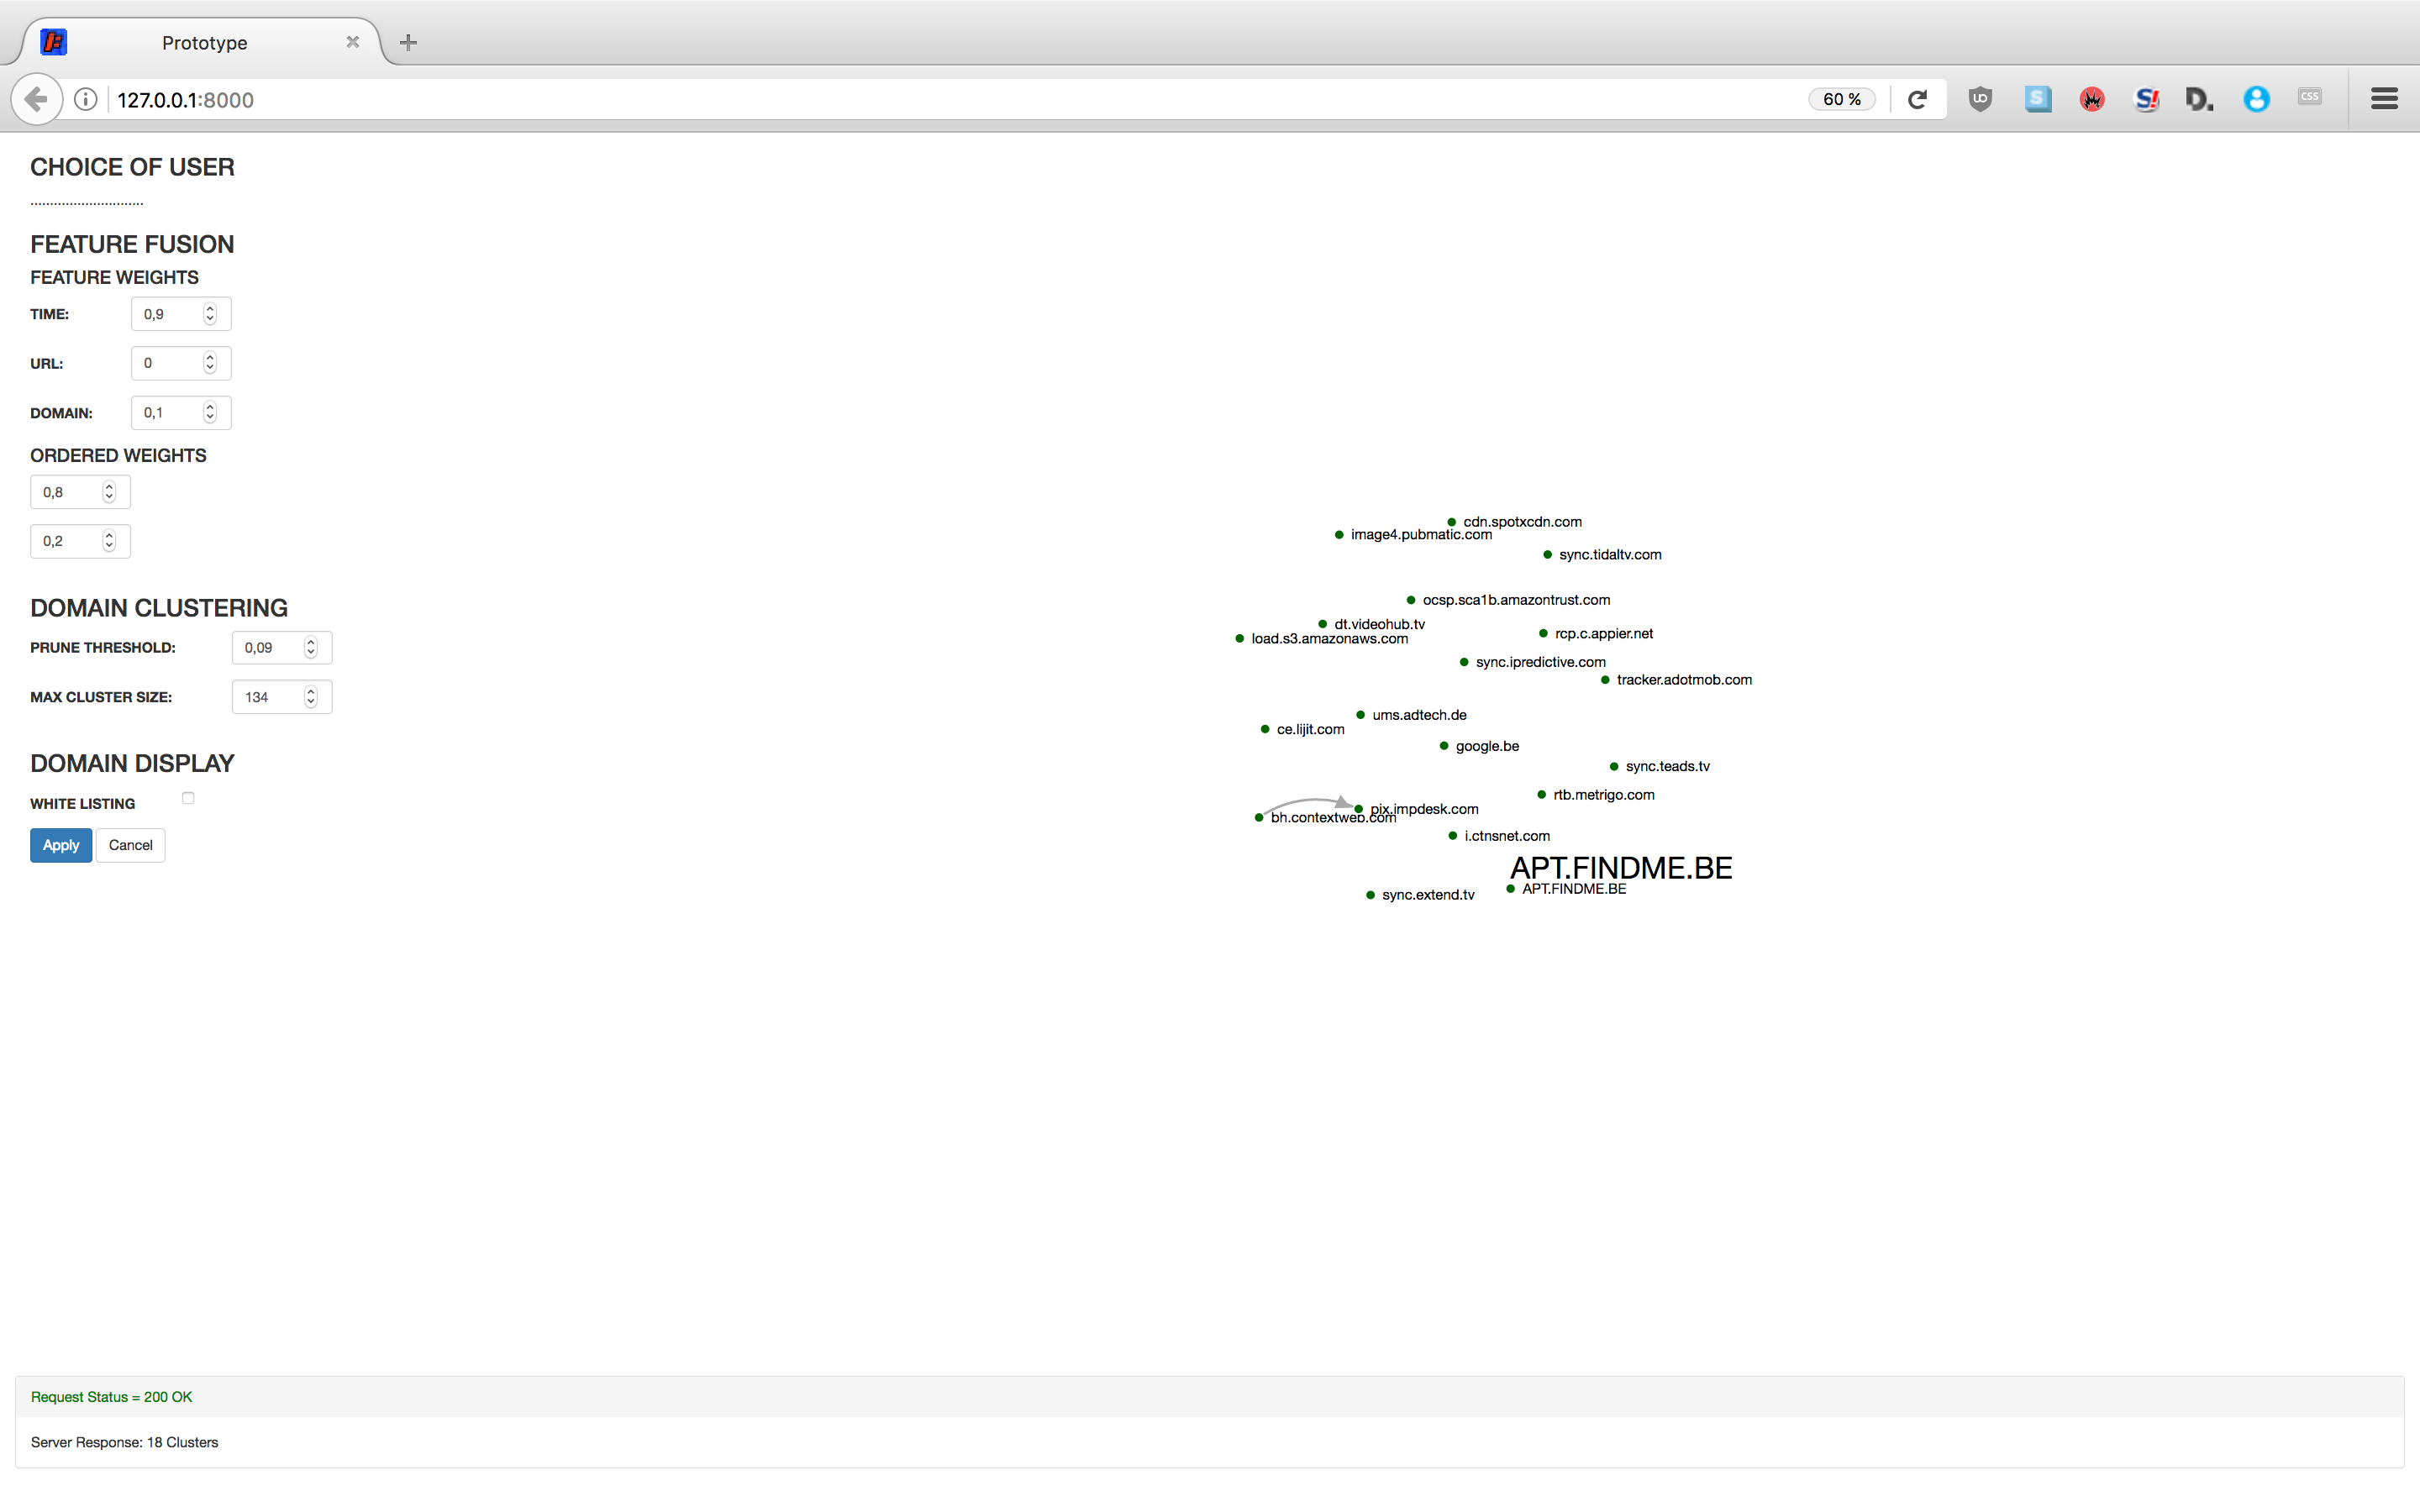 Prototype
127.0.0.1:8000
60 %
CHOICE OF USER
.............................
FEATURE FUSION
FEATURE WEIGHTS
TIME: 0,9
URL: 0
DOMAIN: 0,1
ORDERED WEIGHTS
0,8
0,2
DOMAIN CLUSTERING
PRUNE THRESHOLD: 0,09
MAX CLUSTER SIZE: 134
DOMAIN DISPLAY
WHITE LISTING
Apply Cancel
cdn.spotxcdn.com
image4.pubmatic.com
sync.tidaltv.com
ocsp.sca1b.amazontrust.com
dt.videohub.tv
rcp.c.appier.net
load.s3.amazonaws.com
sync.ipredictive.com
tracker.adotmob.com
ums.adtech.de
ce.lijit.com
google.be
sync.teads.tv
rtb.metrigo.com
pix.impdesk.com
bh.contextweb.com
i.ctnsnet.com
APT.FINDME.BE
APT.FINDME.BE
sync.extend.tv
Request Status = 200 OK
Server Response: 18 Clusters
S
S!
D.
CSS
UO